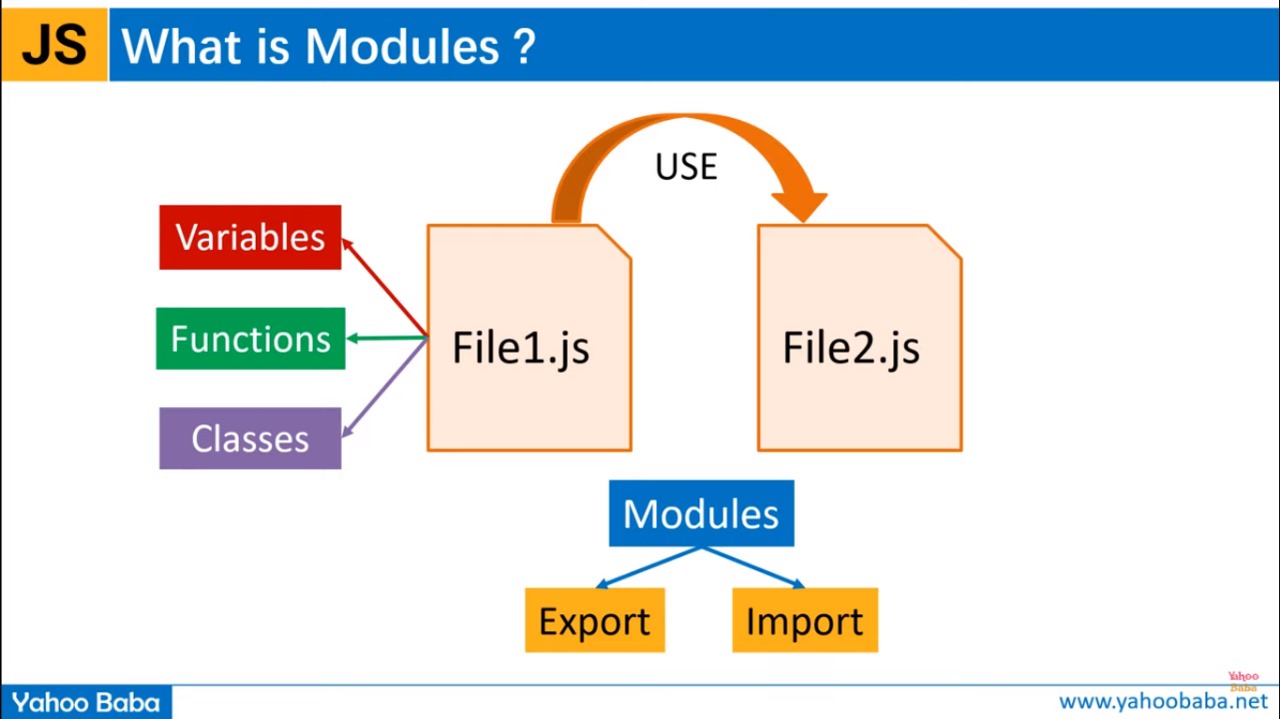 JS What is Modules ?
USE
Variables
Functions
Classes
File1.js
File2.js
Modules
Export
Import
Yahoo
Baba
Yahoo Baba
www.yahoobaba.net